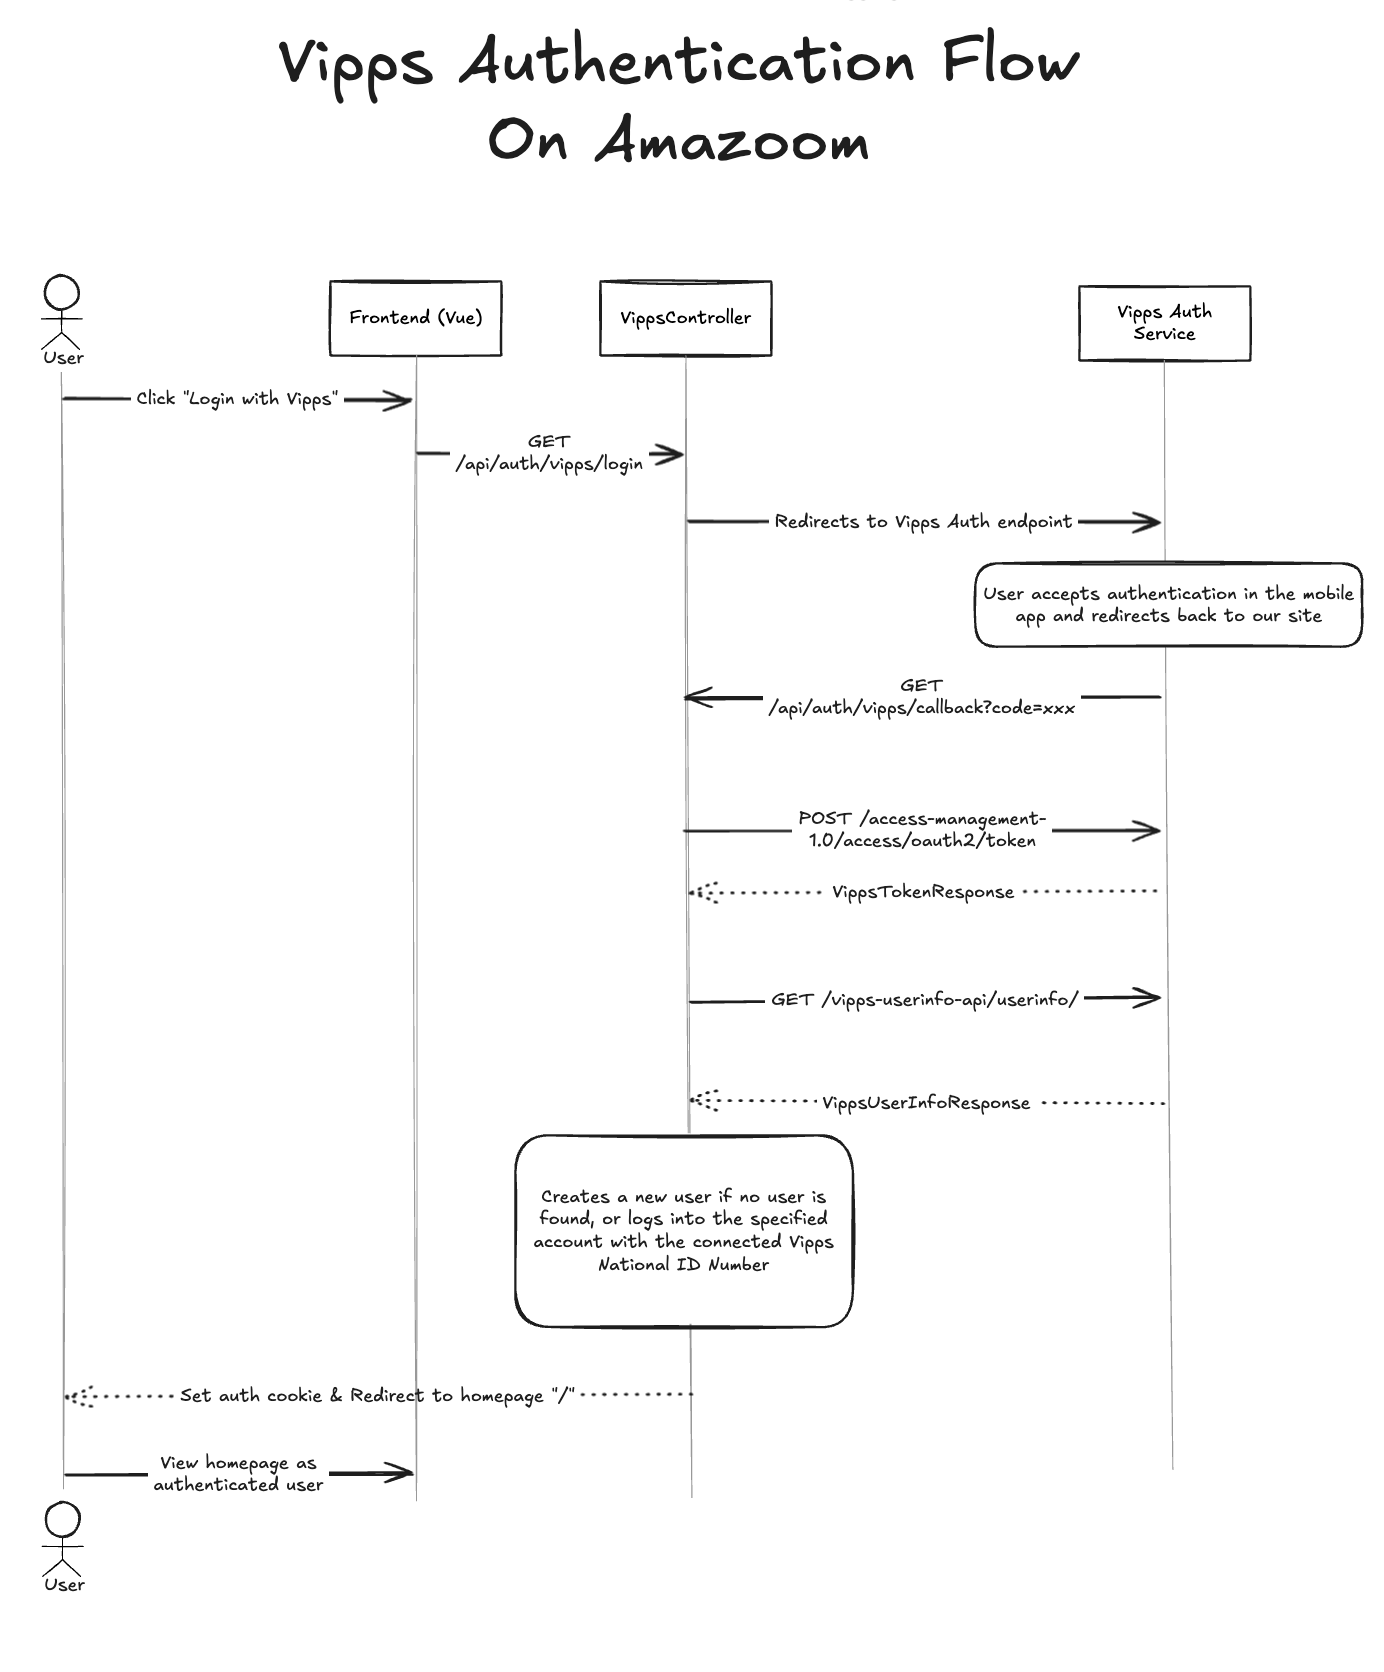 Vipps Authentication Flow
On Amazoom
User
Frontend (Vue)
VippsController
Vipps Auth
Service
Click "Login with Vipps"
GET
/api/auth/vipps/login
Redirects to Vipps Auth endpoint
User accepts authentication in the mobile
app and redirects back to our site
GET
/api/auth/vipps/callback?code=xxx
POST /access-management-
1.0/access/oauth2/token
VippsTokenResponse
GET /vipps-userinfo-api/userinfo/
VippsUserInfoResponse
Creates a new user if no user is
found, or logs into the specified
account with the connected Vipps
National ID Number
Set auth cookie & Redirect to homepage "/"
View homepage as
authenticated user
User